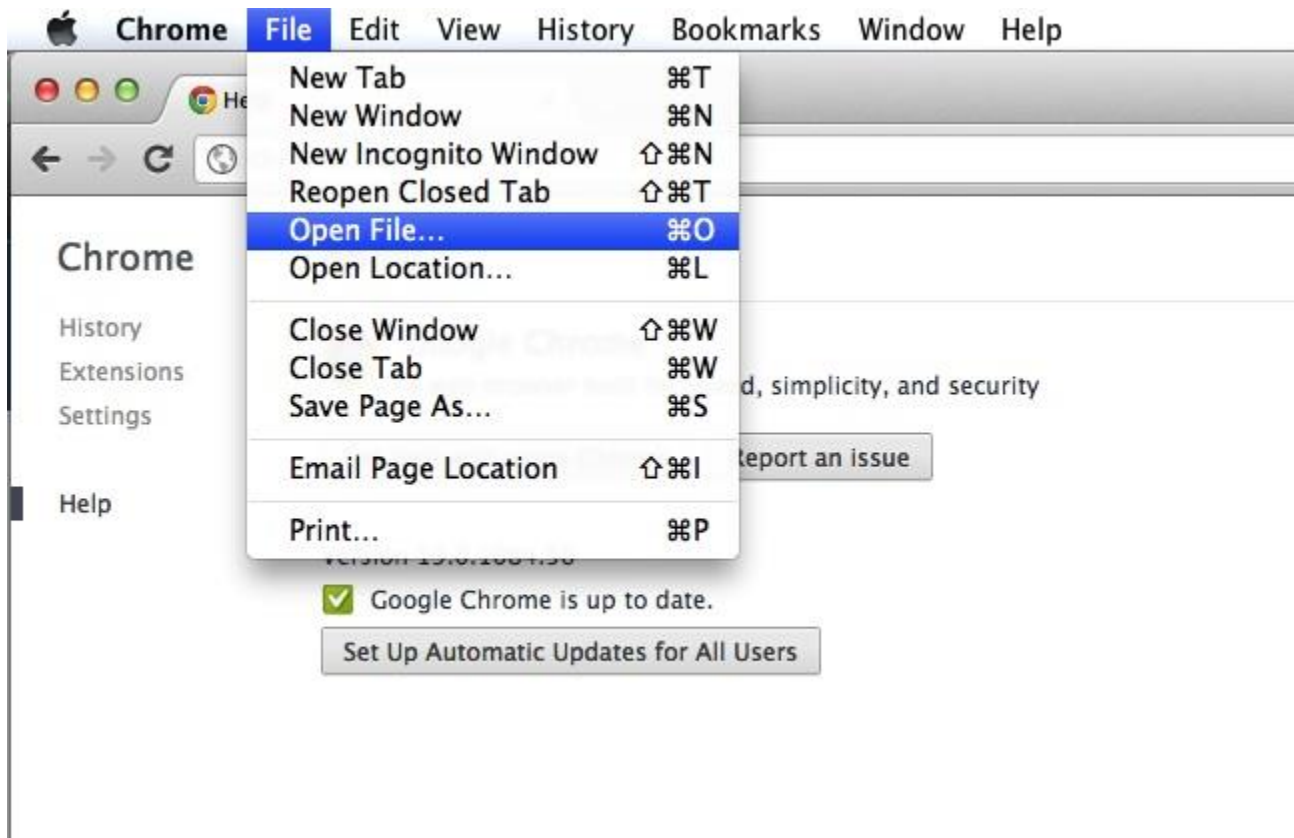 Chrome File Edit View History Bookmarks Window Help
He
New Tab ⌘T
New Window ⌘N
New Incognito Window ⇧⌘N
Reopen Closed Tab ⇧⌘T
Open File... ⌘O
Open Location... ⌘L
Chrome
History
Extensions
Settings
Help
Close Window ⇧⌘W
Close Tab ⌘W
Save Page As... ⌘S
Email Page Location ⇧⌘I
Print... ⌘P
d, simplicity, and security
Report an issue
Google Chrome is up to date.
Set Up Automatic Updates for All Users